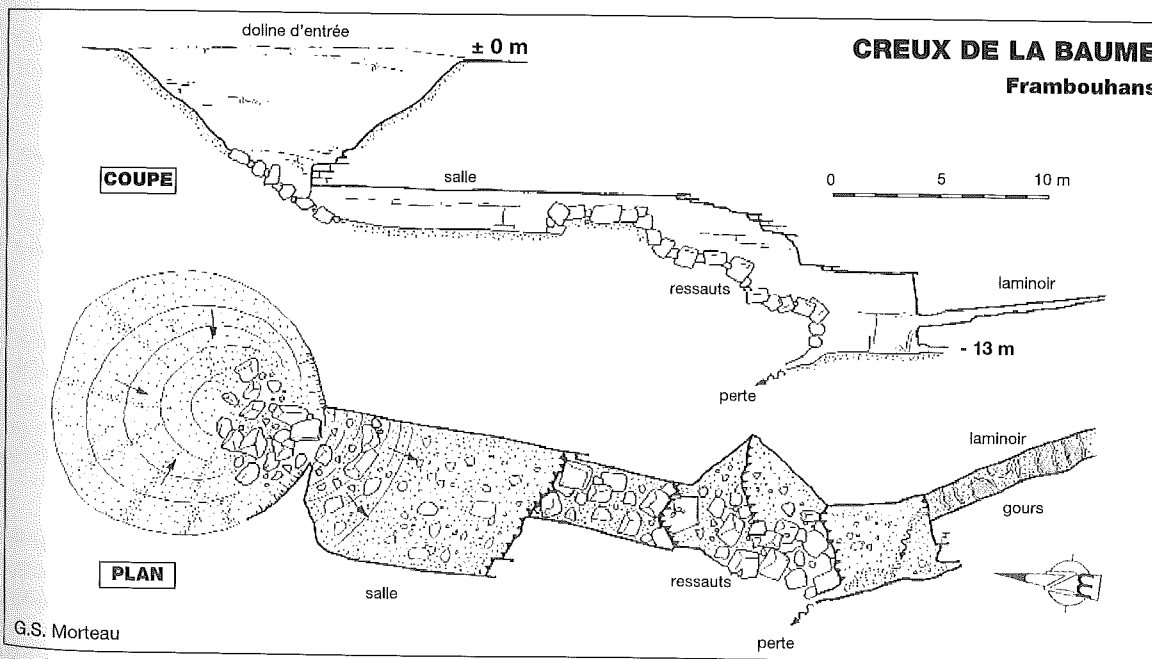 CREUX DE LA BAUME
Frambouhans
doline d'entrée
± 0 m
COUPE
salle
0 5 10 m
ressauts
laminoir
- 13 m
perte
laminoir
gours
PLAN
salle
ressauts
perte
G.S. Morteau